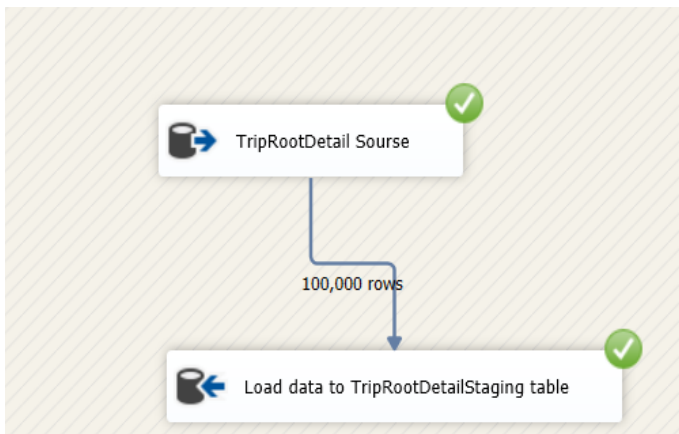 TripRootDetail Sourse
100,000 rows
Load data to TripRootDetailStaging table